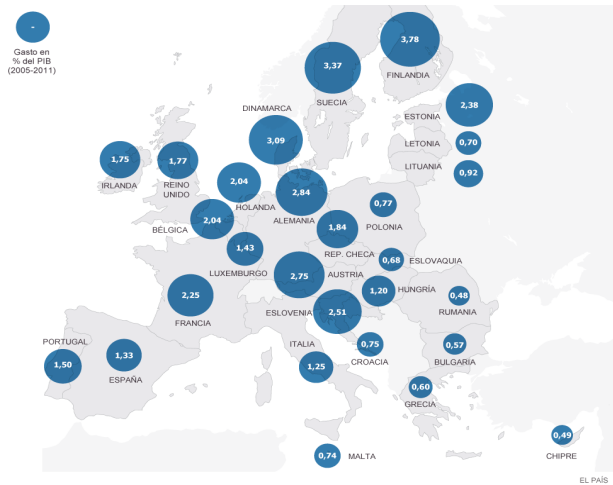 -
Gasto en
% del PIB
(2005-2011)
3,78
FINLANDIA
3,37
SUECIA
2,38
ESTONIA
DINAMARCA
3,09
0,70
LETONIA
0,92
LITUANIA
1,75
IRLANDA
1,77
REINO
UNIDO
2,04
HOLANDA
2,84
ALEMANIA
0,77
POLONIA
2,04
BÉLGICA
1,84
REP. CHECA
1,43
LUXEMBURGO
0,68
ESLOVAQUIA
2,75
AUSTRIA
1,20
HUNGRÍA
2,25
FRANCIA
2,51
ESLOVENIA
0,48
RUMANIA
PORTUGAL
1,50
1,33
ESPAÑA
ITALIA
1,25
0,75
CROACIA
0,57
BULGARIA
0,60
GRECIA
0,49
CHIPRE
0,74
MALTA
EL PAÍS